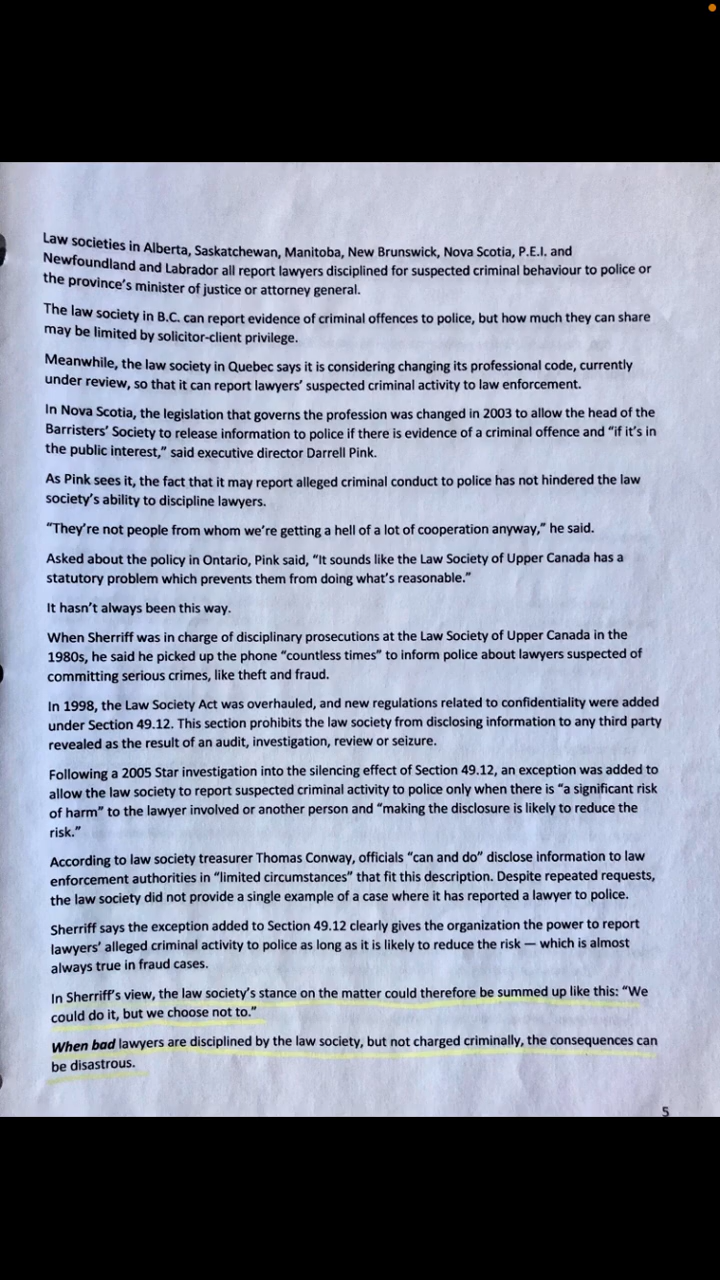 Law societies in Alberta, Saskatchewan, Manitoba, New Brunswick, Nova Scotia, P.E.I. and
Newfoundland and Labrador all report lawyers disciplined for suspected criminal behaviour to police or
the province's minister of justice or attorney general.
The law society in B.C. can report evidence of criminal offences to police, but how much they can share
may be limited by solicitor-client privilege.
Meanwhile, the law society in Quebec says it is considering changing its professional code, currently
under review, so that it can report lawyers' suspected criminal activity to law enforcement.
In Nova Scotia, the legislation that governs the profession was changed in 2003 to allow the head of the
Barristers' Society to release information to police if there is evidence of a criminal offence and "if it's in
the public interest," said executive director Darrell Pink.
As Pink sees it, the fact that it may report alleged criminal conduct to police has not hindered the law
society's ability to discipline lawyers.
"They're not people from whom we're getting a hell of a lot of cooperation anyway," he said.
Asked about the policy in Ontario, Pink said, "It sounds like the Law Society of Upper Canada has a
statutory problem which prevents them from doing what's reasonable."
It hasn't always been this way.
When Sherriff was in charge of disciplinary prosecutions at the Law Society of Upper Canada in the
1980s, he said he picked up the phone "countless times" to inform police about lawyers suspected of
committing serious crimes, like theft and fraud.
In 1998, the Law Society Act was overhauled, and new regulations related to confidentiality were added
under Section 49.12. This section prohibits the law society from disclosing information to any third party
revealed as the result of an audit, investigation, review or seizure.
Following a 2005 Star investigation into the silencing effect of Section 49.12, an exception was added to
allow the law society to report suspected criminal activity to police only when there is "a significant risk
of harm" to the lawyer involved or another person and "making the disclosure is likely to reduce the
risk."
According to law society treasurer Thomas Conway, officials "can and do" disclose information to law
enforcement authorities in "limited circumstances" that fit this description. Despite repeated requests,
the law society did not provide a single example of a case where it has reported a lawyer to police.
Sherriff says the exception added to Section 49.12 clearly gives the organization the power to report
lawyers' alleged criminal activity to police as long as it is likely to reduce the risk — which is almost
always true in fraud cases.
In Sherriff's view, the law society's stance on the matter could therefore be summed up like this: "We
could do it, but we choose not to."
When bad lawyers are disciplined by the law society, but not charged criminally, the consequences can
be disastrous.
5